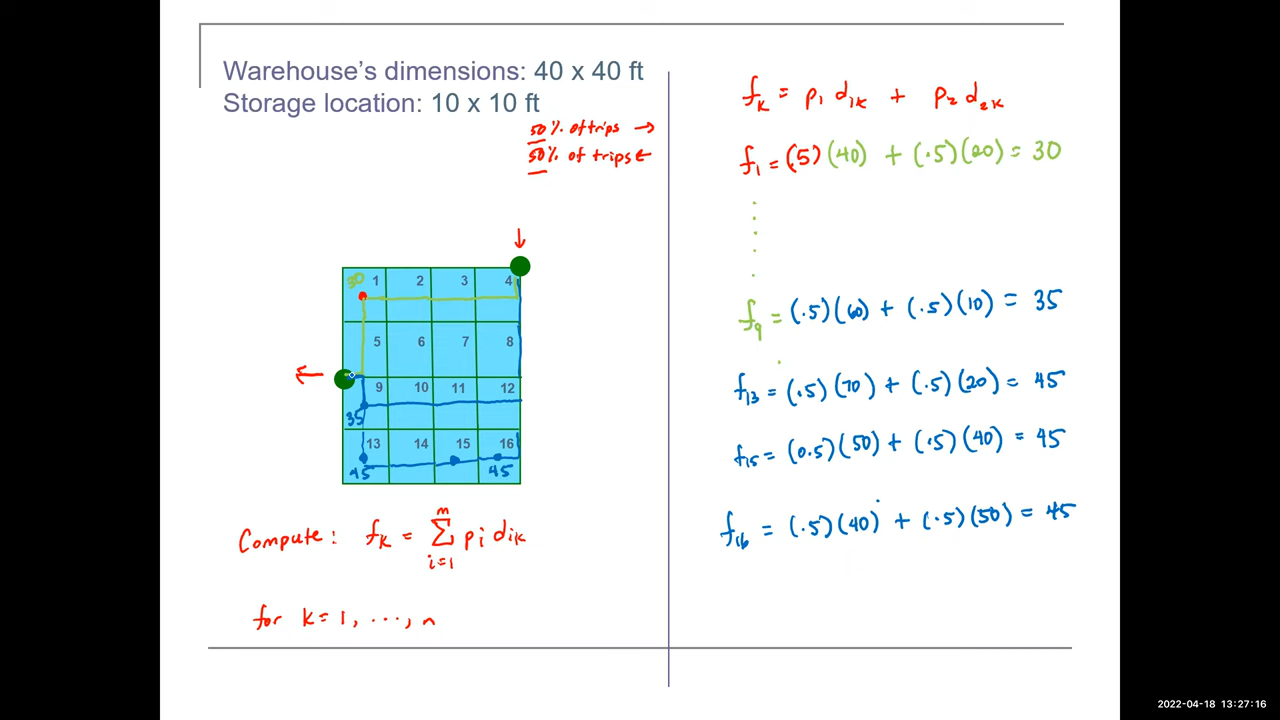 Warehouse's dimensions: 40 x 40 ft
Storage location: 10 x 10 ft
50% of trips →
50% of trips ←
30 1 2 3 4
5 6 7 8
←
9 10 11 12
35
13 14 15 16
45 45
Compute: fk = m Σ i=1 pi dik
for k = 1, ..., n
fk = p1 d1k + p2 d2k
f1 = (5) (40) + (.5)(20) = 30
f9 = (.5)(60) + (.5)(10) = 35
f13 = (.5)(70) + (.5)(20) = 45
f15 = (0.5)(50) + (.5)(40) = 45
f16 = (.5)(40) + (.5)(50) = 45
2022-04-18 13:27:16